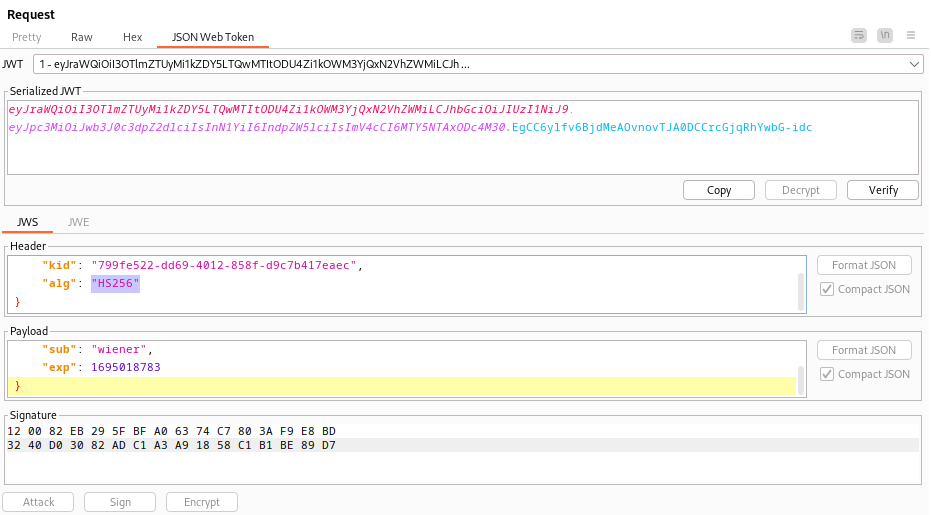 Request
Pretty Raw Hex JSON Web Token \n
JWT 1 - eyJraWQiOiI3OTlmZTUyMi1kZDY5LTQwMTItODU4Zi1kOWM3YjQxN2VhZWMiLCJh ...
Serialized JWT
eyJraWQiOiI3OTlmZTUyMi1kZDY5LTQwMTItODU4Zi1kOWM3YjQxN2VhZWMiLCJhbGciOiJIUzI1NiJ9.
eyJpc3MiOiJwb3J0c3dpZ2dlciIsInN1YiI6IndpZW5lciIsImV4cCI6MTY5NTAxODc4M30.EgCC6ylfv6BjdMeAOvnovTJA0DCCrcGjqRhYwbG-idc
Copy Decrypt Verify
JWS JWE
Header
"kid": "799fe522-dd69-4012-858f-d9c7b417eaec", Format JSON
"alg": "HS256" Compact JSON
}
Payload
"sub": "wiener", Format JSON
"exp": 1695018783 Compact JSON
}
Signature
12 00 82 EB 29 5F BF A0 63 74 C7 80 3A F9 E8 BD
32 40 D0 30 82 AD C1 A3 A9 18 58 C1 B1 BE 89 D7
Attack Sign Encrypt